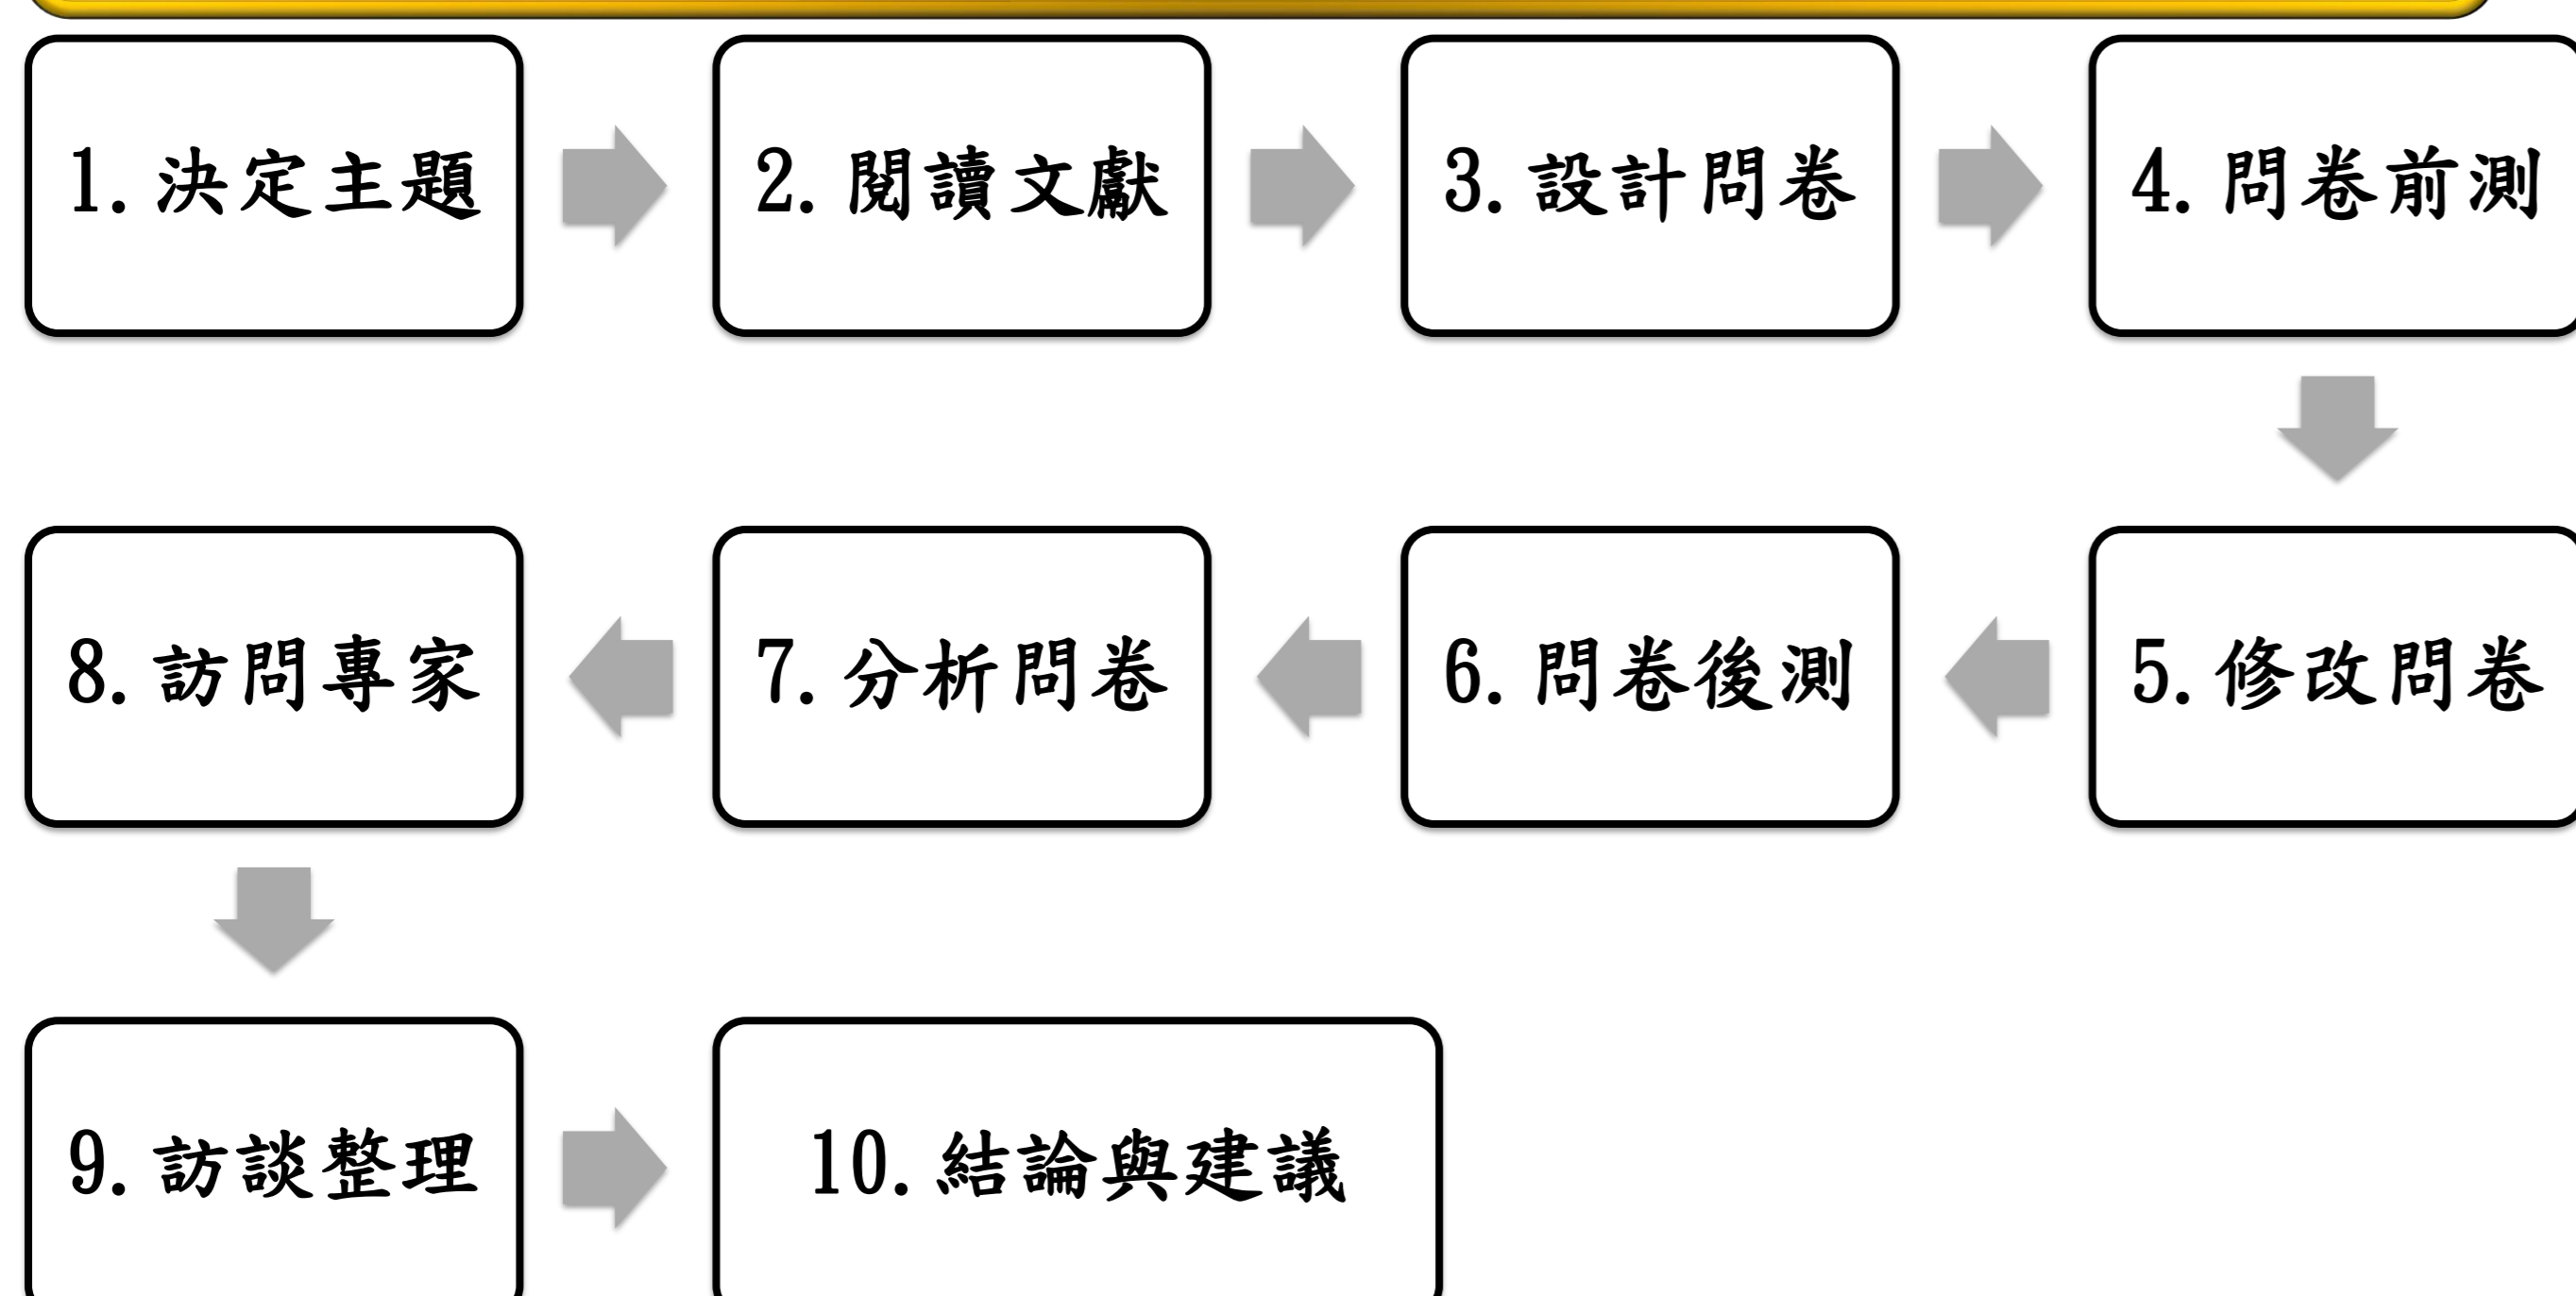 1.決定主題
2.閱讀文獻
3.設計問卷
4.問卷前測
5.修改問卷
6.問卷後測
7.分析問卷
8.訪問專家
9.訪談整理
10.結論與建議